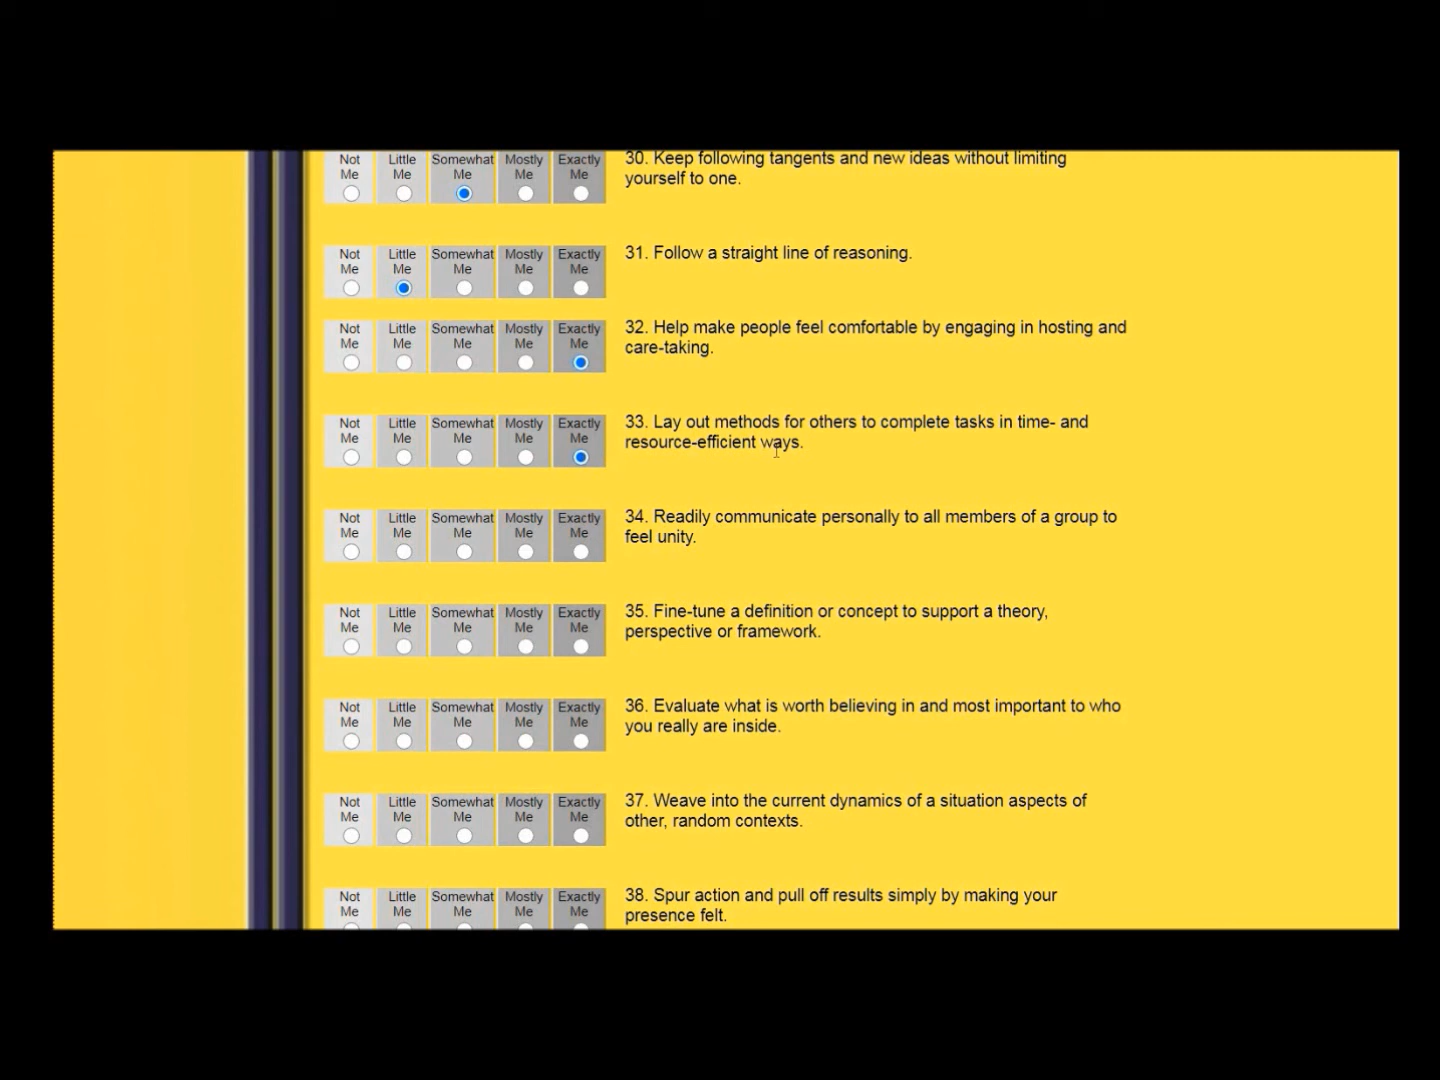 Not Little Somewhat Mostly Exactly
Me Me Me Me Me
30. Keep following tangents and new ideas without limiting
yourself to one.
Not Little Somewhat Mostly Exactly
Me Me Me Me Me
31. Follow a straight line of reasoning.
Not Little Somewhat Mostly Exactly
Me Me Me Me Me
32. Help make people feel comfortable by engaging in hosting and
care-taking.
Not Little Somewhat Mostly Exactly
Me Me Me Me Me
33. Lay out methods for others to complete tasks in time- and
resource-efficient ways.
Not Little Somewhat Mostly Exactly
Me Me Me Me Me
34. Readily communicate personally to all members of a group to
feel unity.
Not Little Somewhat Mostly Exactly
Me Me Me Me Me
35. Fine-tune a definition or concept to support a theory,
perspective or framework.
Not Little Somewhat Mostly Exactly
Me Me Me Me Me
36. Evaluate what is worth believing in and most important to who
you really are inside.
Not Little Somewhat Mostly Exactly
Me Me Me Me Me
37. Weave into the current dynamics of a situation aspects of
other, random contexts.
Not Little Somewhat Mostly Exactly
Me Me Me Me Me
38. Spur action and pull off results simply by making your
presence felt.